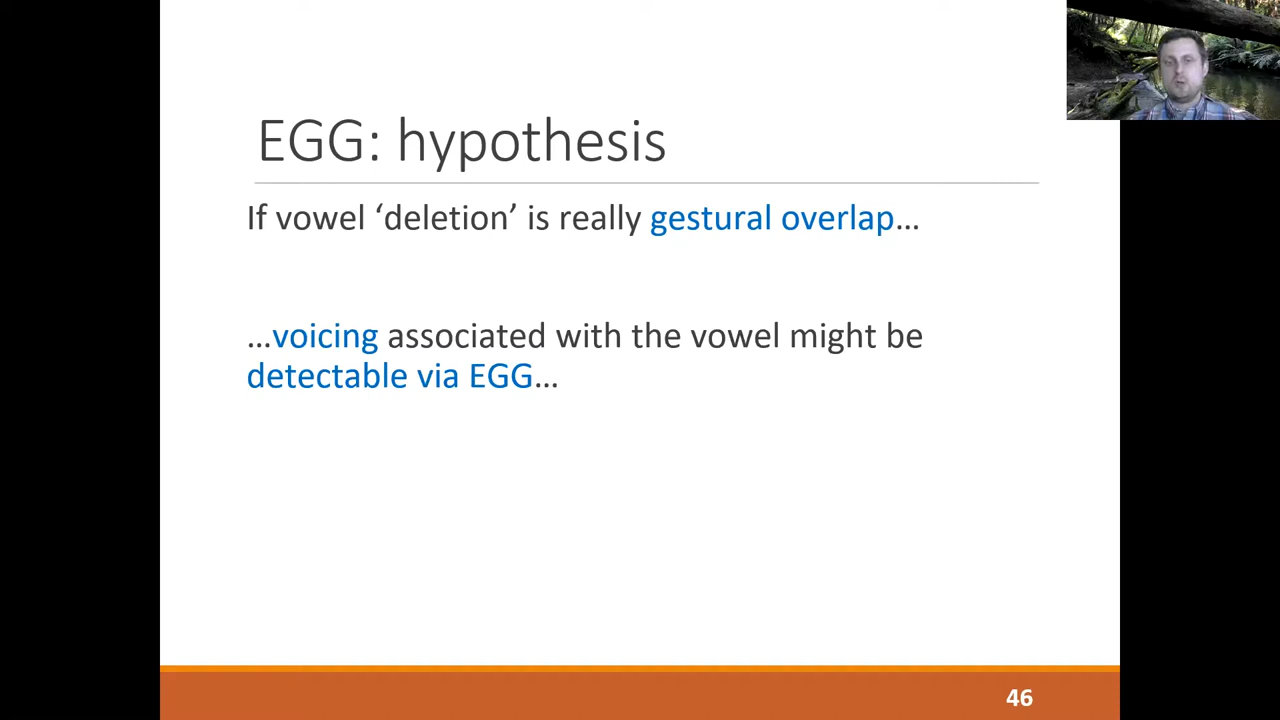 EGG: hypothesis
If vowel ‘deletion’ is really gestural overlap…
…voicing associated with the vowel might be
detectable via EGG…
46